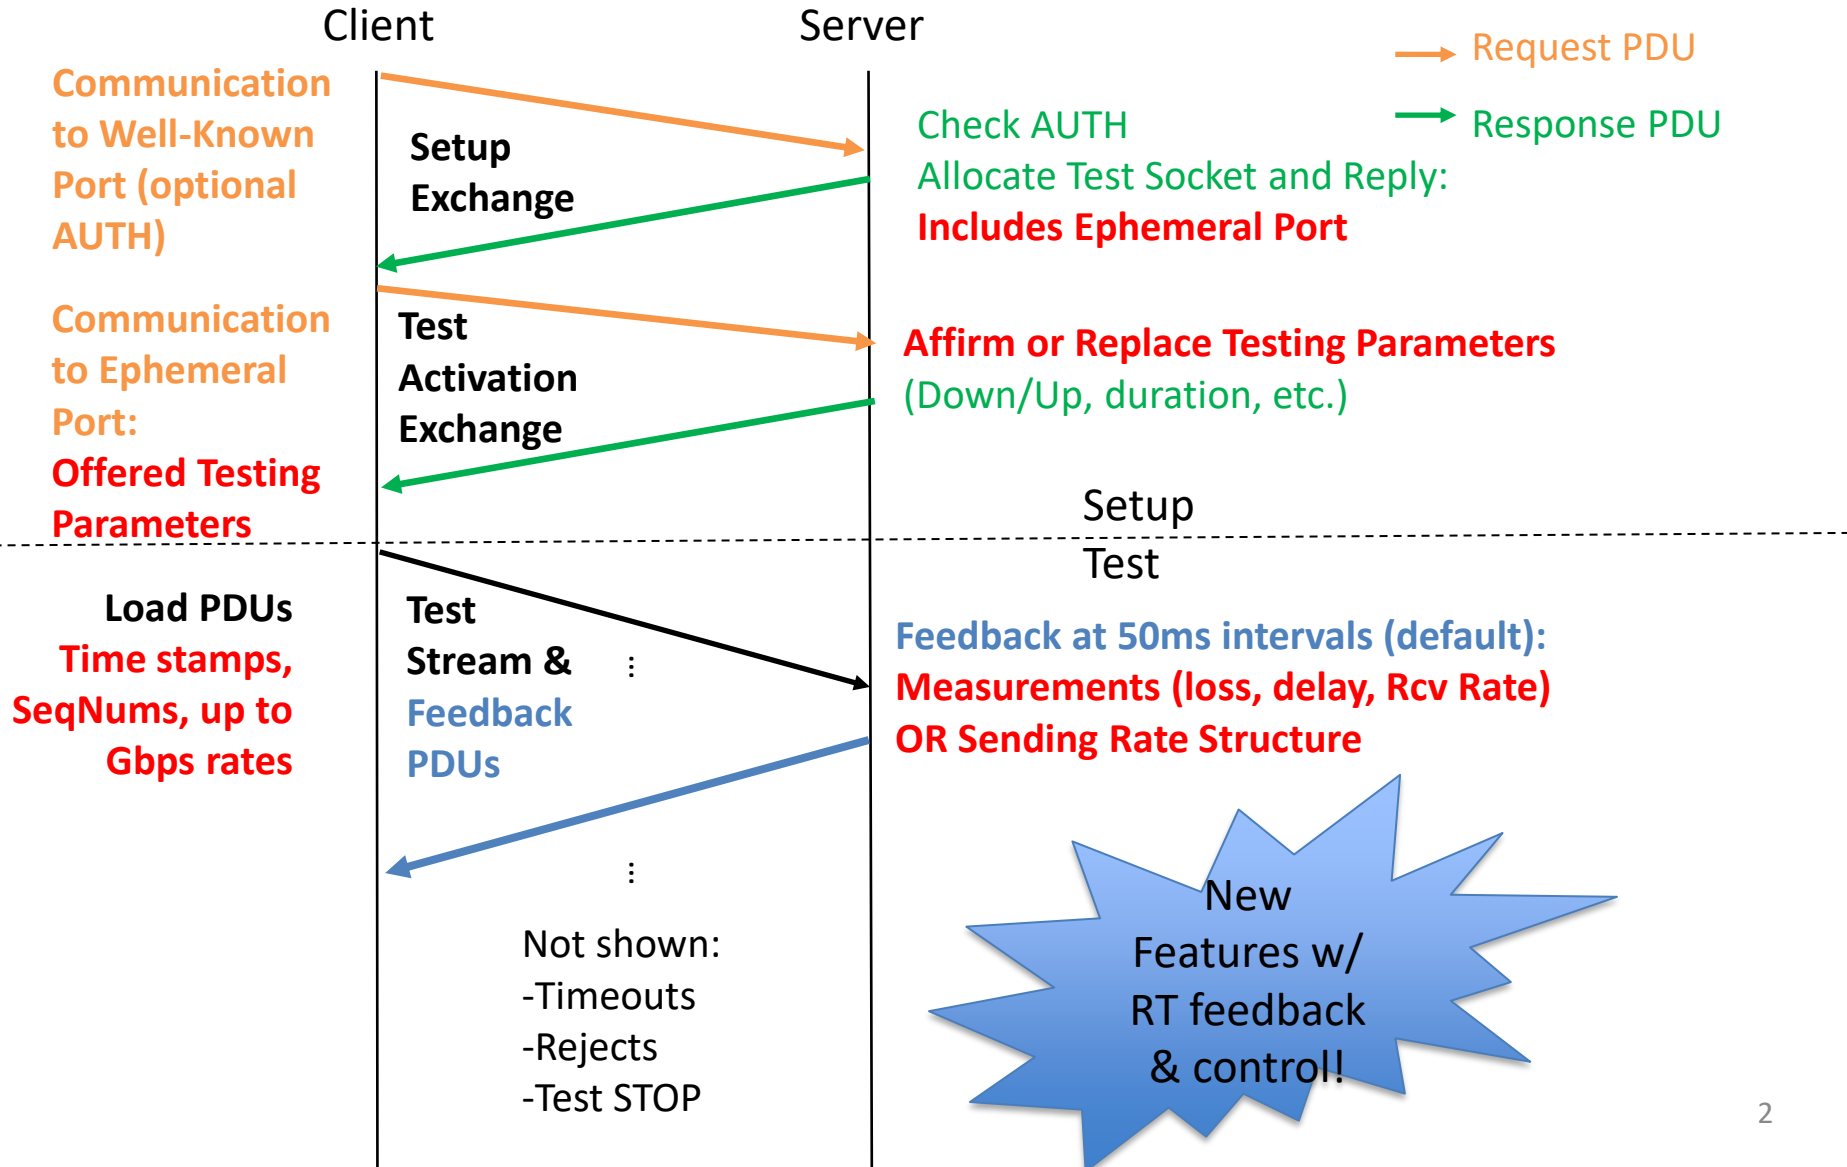 Client
Server
Request PDU
Response PDU
Communication
to Well-Known
Port (optional
AUTH)
Setup
Exchange
Check AUTH
Allocate Test Socket and Reply:
Includes Ephemeral Port
Communication
to Ephemeral
Port:
Offered Testing
Parameters
Test
Activation
Exchange
Affirm or Replace Testing Parameters
(Down/Up, duration, etc.)
Setup
Test
Load PDUs
Time stamps,
SeqNums, up to
Gbps rates
Test
Stream & ...
Feedback
PDUs
Feedback at 50ms intervals (default):
Measurements (loss, delay, Rcv Rate)
OR Sending Rate Structure
...
Not shown:
-Timeouts
-Rejects
-Test STOP
New
Features w/
RT feedback
& control!
2